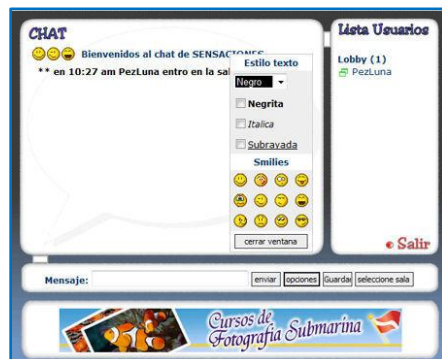 CHAT
Bienvenidos al chat de SENSACIONES
** en 10:27 am PezLuna entro en la sal
Estilo texto
Negro
Negrita
Italica
Subrayada
Smilies
cerrar ventana
Lista Usuarios
Lobby (1)
PezLuna
Salir
Mensaje:
enviar
opciones
Guardar
seleccione sala
Cursos de
Fotografía Submarina